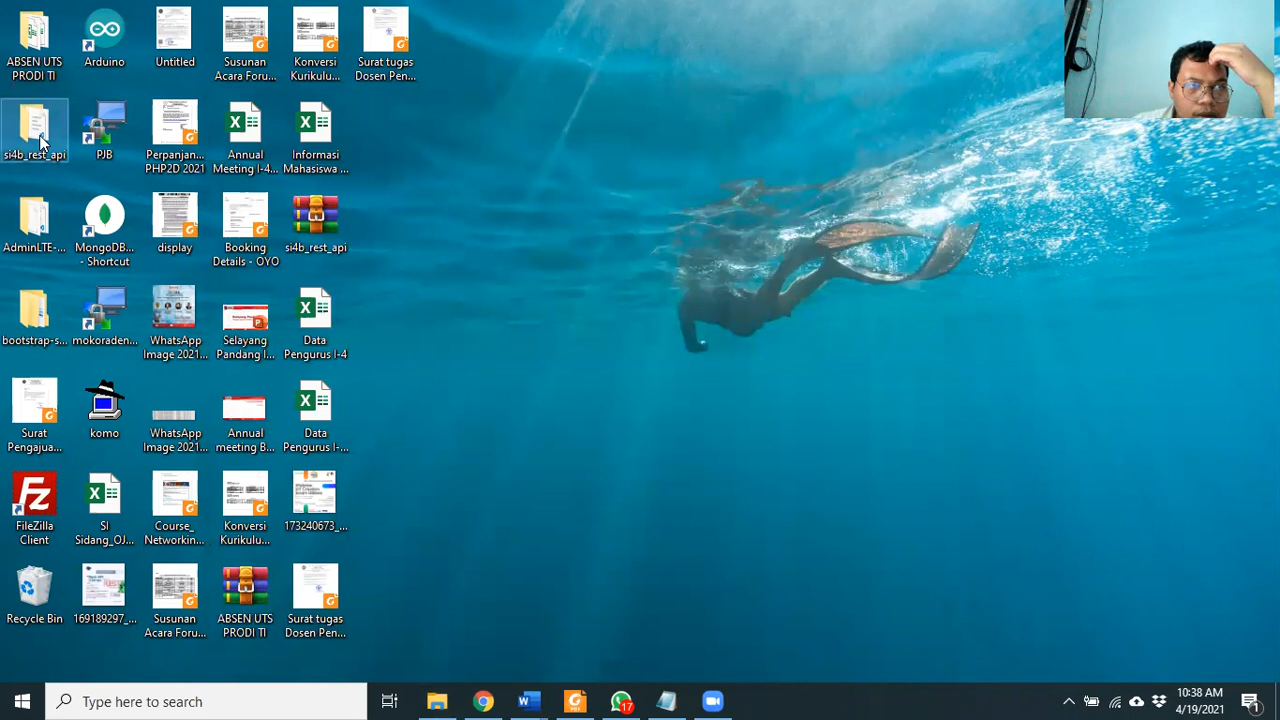 ABSEN UTS
PRODI TI
Arduino
Untitled
Susunan
Acara Foru...
Konversi
Kurikulu...
Surat tugas
Dosen Pen...
si4b_rest_api
PJB
Perpanjan...
PHP2D 2021
Annual
Meeting I-4...
Informasi
Mahasiswa ...
AdminLTE-...
MongoDB...
- Shortcut
display
Booking
Details - OYO
si4b_rest_api
bootstrap-s...
mokoraden...
WhatsApp
Image 2021...
Selayang
Pandang I...
Data
Pengurus I-4
Surat
Pengajua...
komo
WhatsApp
Image 2021...
Annual
meeting B...
Data
Pengurus I-...
FileZilla
Client
SI
Sidang_OJ...
Course_
Networkin...
Konversi
Kurikulu...
173240673_...
Recycle Bin
169189297_...
Susunan
Acara Foru...
ABSEN UTS
PRODI TI
Surat tugas
Dosen Pen...
Type here to search
17
10:38 AM
4/19/2021
1